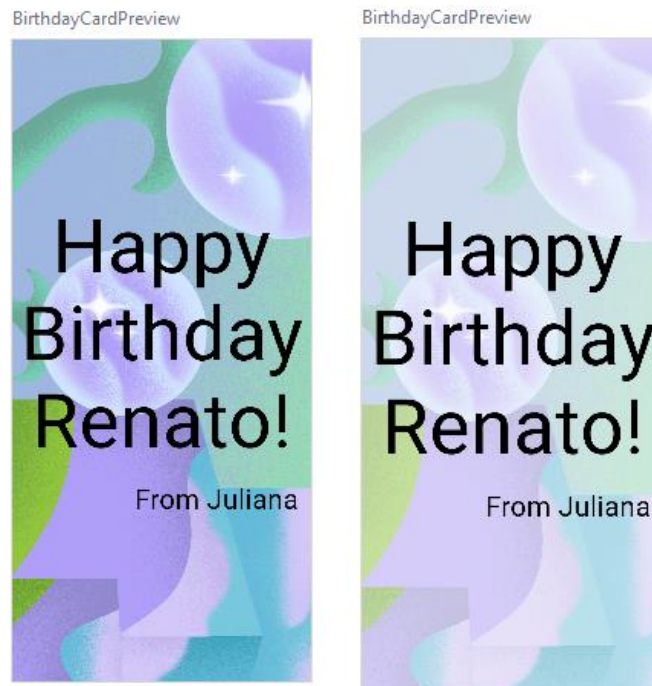 BirthdayCardPreview
Happy
Birthday
Renato!
From Juliana
BirthdayCardPreview
Happy
Birthday
Renato!
From Juliana